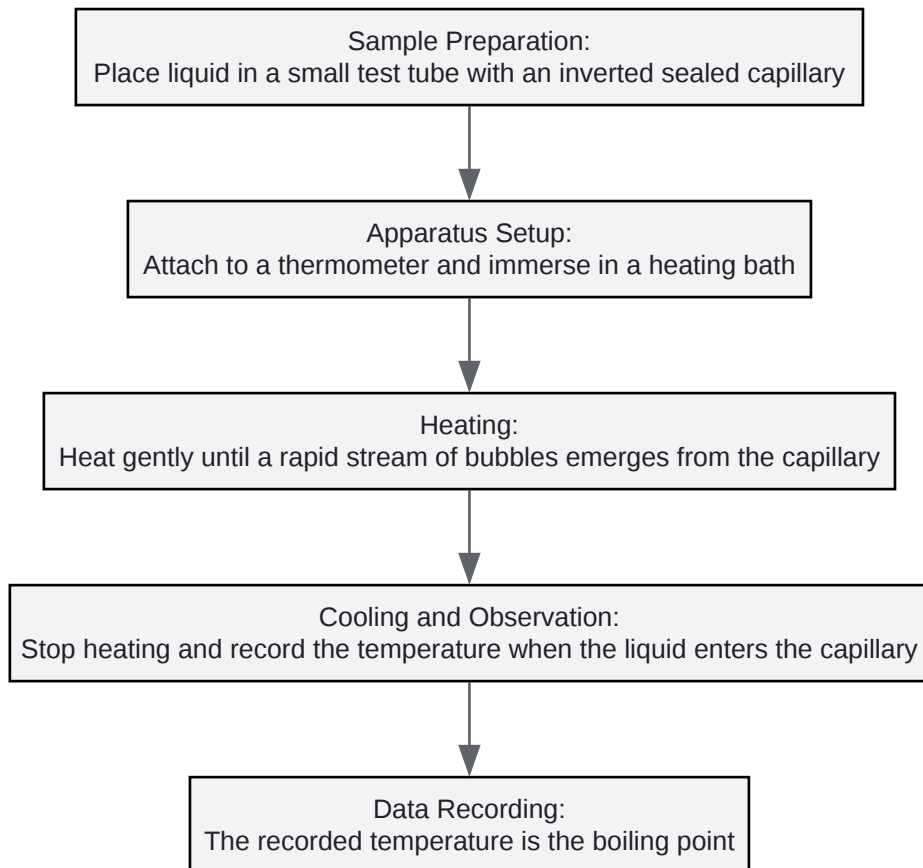 Sample Preparation:
Place liquid in a small test tube with an inverted sealed capillary
Apparatus Setup:
Attach to a thermometer and immerse in a heating bath
Heating:
Heat gently until a rapid stream of bubbles emerges from the capillary
Cooling and Observation:
Stop heating and record the temperature when the liquid enters the capillary
Data Recording:
The recorded temperature is the boiling point